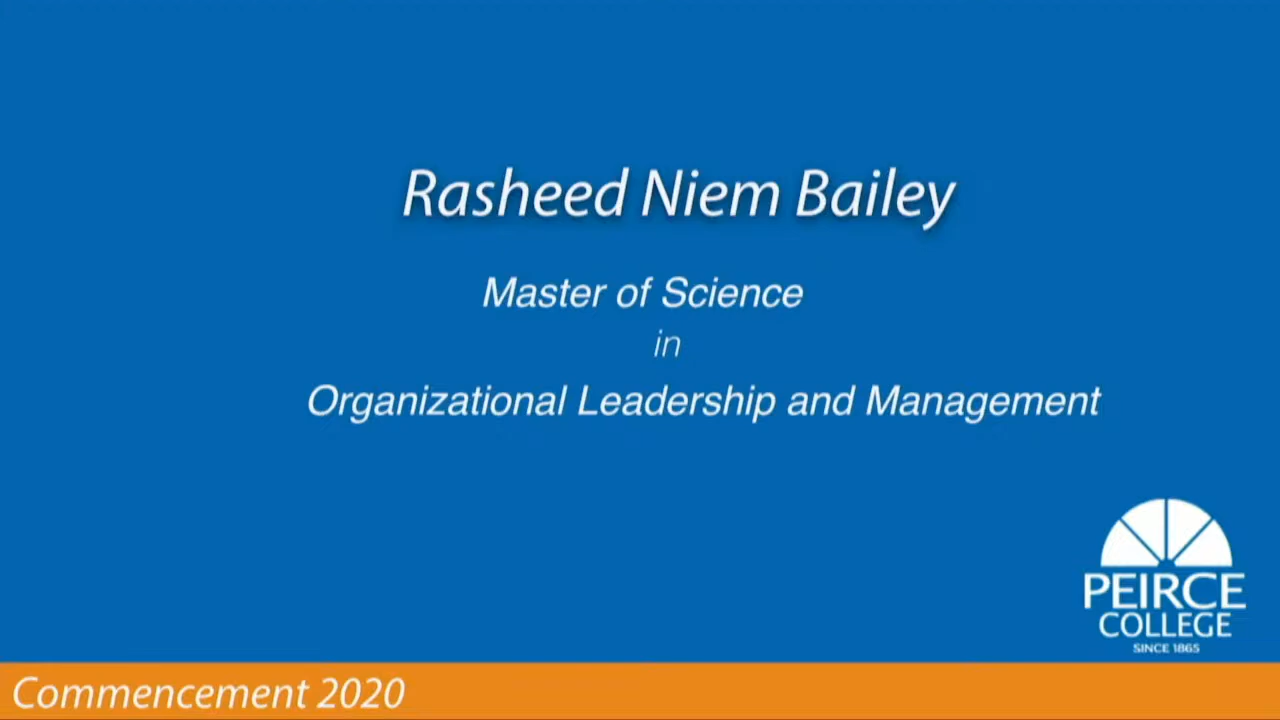 Rasheed Niem Bailey
Master of Science
in
Organizational Leadership and Management
PEIRCE
COLLEGE
SINCE 1865
Commencement 2020